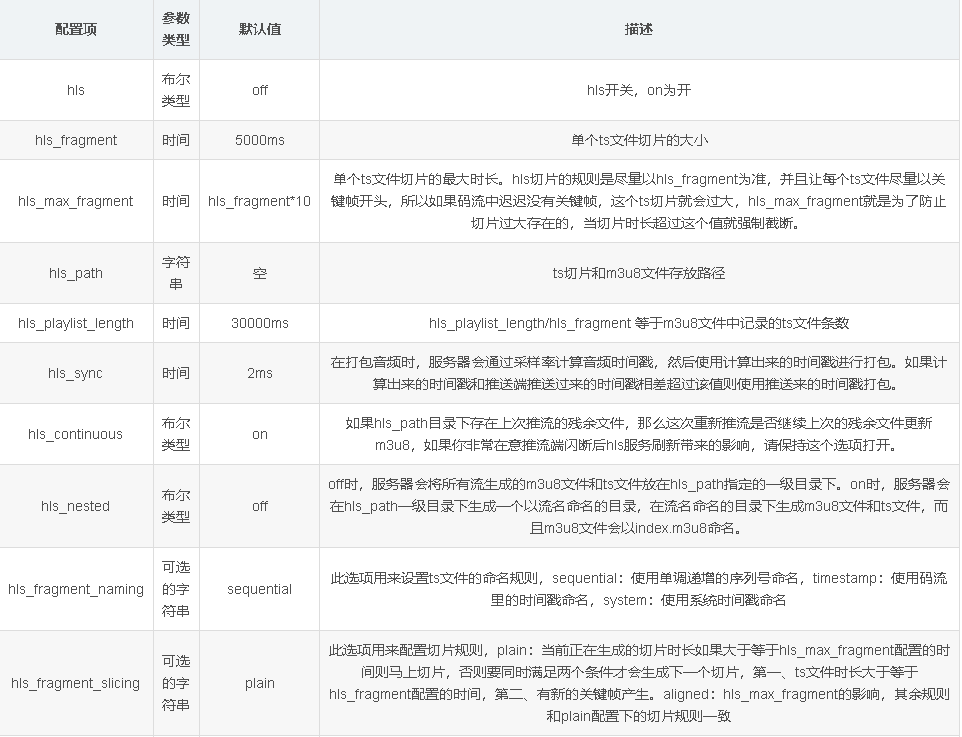 配置项 参数类型 默认值 描述
hls 布尔类型 off hls开关，on为开
hls_fragment 时间 5000ms 单个ts文件切片的大小
hls_max_fragment 时间 hls_fragment*10 单个ts文件切片的最大时长。hls切片的规则是尽量以hls_fragment为准，并且让每个ts文件尽量以关
键帧开头，所以如果码流中迟迟没有关键帧，这个ts切片就会过大，hls_max_fragment就是为了防止
切片过大存在的，当切片时长超过这个值就强制截断。
hls_path 字符串 空 ts切片和m3u8文件存放路径
hls_playlist_length 时间 30000ms hls_playlist_length/hls_fragment 等于m3u8文件中记录的ts文件条数
hls_sync 时间 2ms 在打包音频时，服务器会通过采样率计算音频时间戳，然后使用计算出来的时间戳进行打包。如果计
算出来的时间戳和推送端推送过来的时间戳相差超过该值则使用推送来的时间戳打包。
hls_continuous 布尔类型 on 如果hls_path目录下存在上次推流的残余文件，那么这次重新推流是否继续上次的残余文件更新
m3u8，如果你非常在意推流端闪断后hls服务刷新带来的影响，请保持这个选项打开。
hls_nested 布尔类型 off off时，服务器会将所有流生成的m3u8文件和ts文件放在hls_path指定的一级目录下。on时，服务器会
在hls_path一级目录下生成一个以流名命名的目录，在流名命名的目录下生成m3u8文件和ts文件，而
且m3u8文件会以index.m3u8命名。
hls_fragment_naming 可选的字符串 sequential 此选项用来设置ts文件的命名规则，sequential：使用单调递增的序列号命名，timestamp：使用码流
里的时间戳命名，system：使用系统时间戳命名
hls_fragment_slicing 可选的字符串 plain 此选项用来配置切片规则，plain：当前正在生成的切片时长如果大于等于hls_max_fragment配置的时
间则马上切片，否则要同时满足两个条件才会生成下一个切片，第一、ts文件时长大于等于
hls_fragment配置的时间，第二、有新的关键帧产生。aligned：hls_max_fragment的影响，其余规则
和plain配置下的切片规则一致